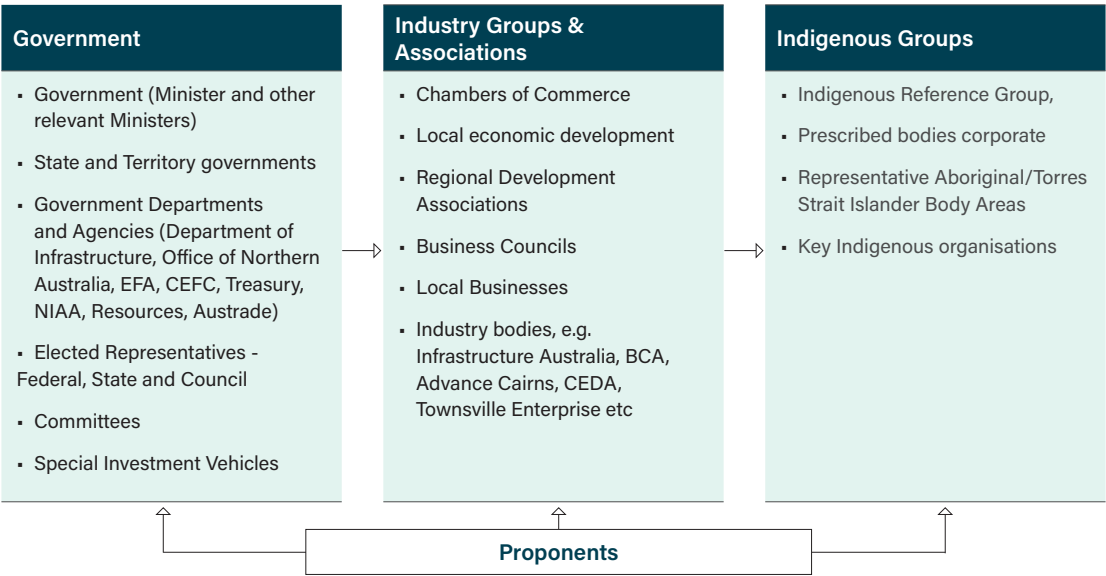 Government
▪ Government (Minister and other
relevant Ministers)
▪ State and Territory governments
▪ Government Departments
and Agencies (Department of
Infrastructure, Office of Northern
Australia, EFA, CEFC, Treasury,
NIAA, Resources, Austrade)
▪ Elected Representatives -
Federal, State and Council
▪ Committees
▪ Special Investment Vehicles
Industry Groups &
Associations
▪ Chambers of Commerce
▪ Local economic development
▪ Regional Development
Associations
▪ Business Councils
▪ Local Businesses
▪ Industry bodies, e.g.
Infrastructure Australia, BCA,
Advance Cairns, CEDA,
Townsville Enterprise etc
Indigenous Groups
▪ Indigenous Reference Group,
▪ Prescribed bodies corporate
▪ Representative Aboriginal/Torres
Strait Islander Body Areas
▪ Key Indigenous organisations
Proponents